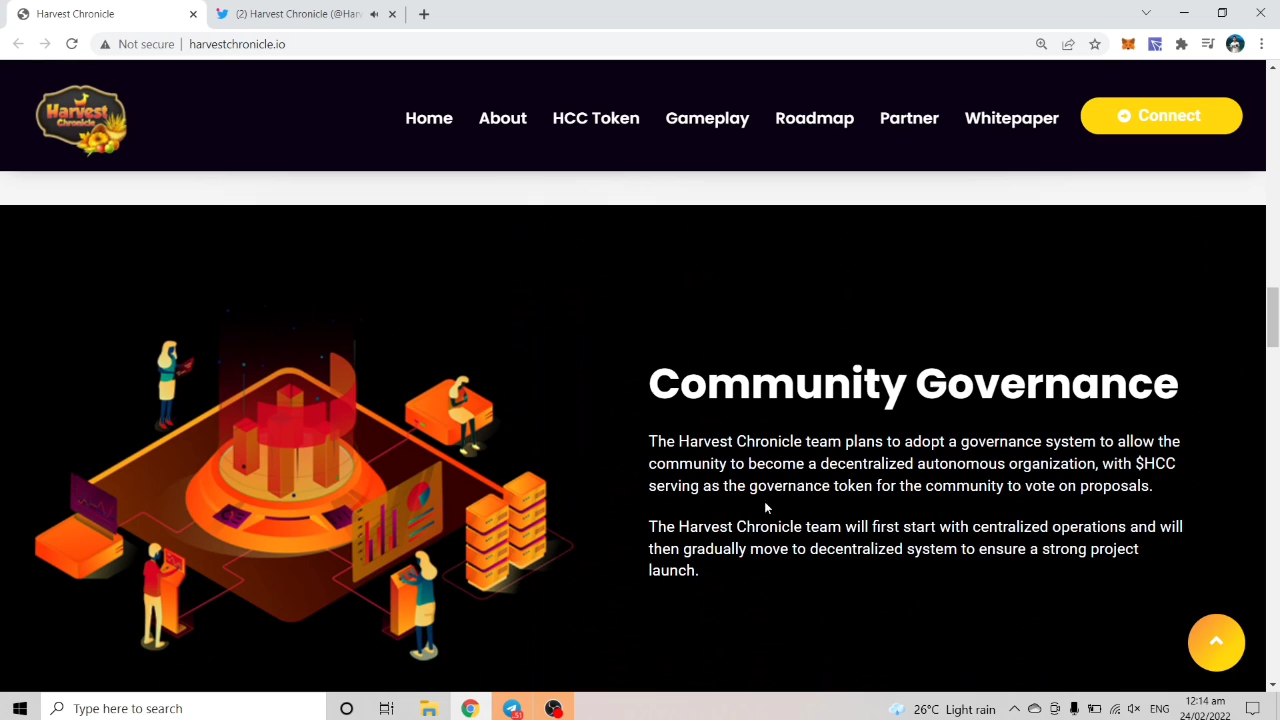 Harvest Chronicle
(2) Harvest Chronicle (@Har
Not secure
harvestchronicle.io
Harvest
Chronicle
Home
About
HCC Token
Gameplay
Roadmap
Partner
Whitepaper
Connect
Community Governance
The Harvest Chronicle team plans to adopt a governance system to allow the
community to become a decentralized autonomous organization, with $HCC
serving as the governance token for the community to vote on proposals.
The Harvest Chronicle team will first start with centralized operations and will
then gradually move to decentralized system to ensure a strong project
launch.
Type here to search
26°C Light rain
ENG
12:14 am
24/02/2022